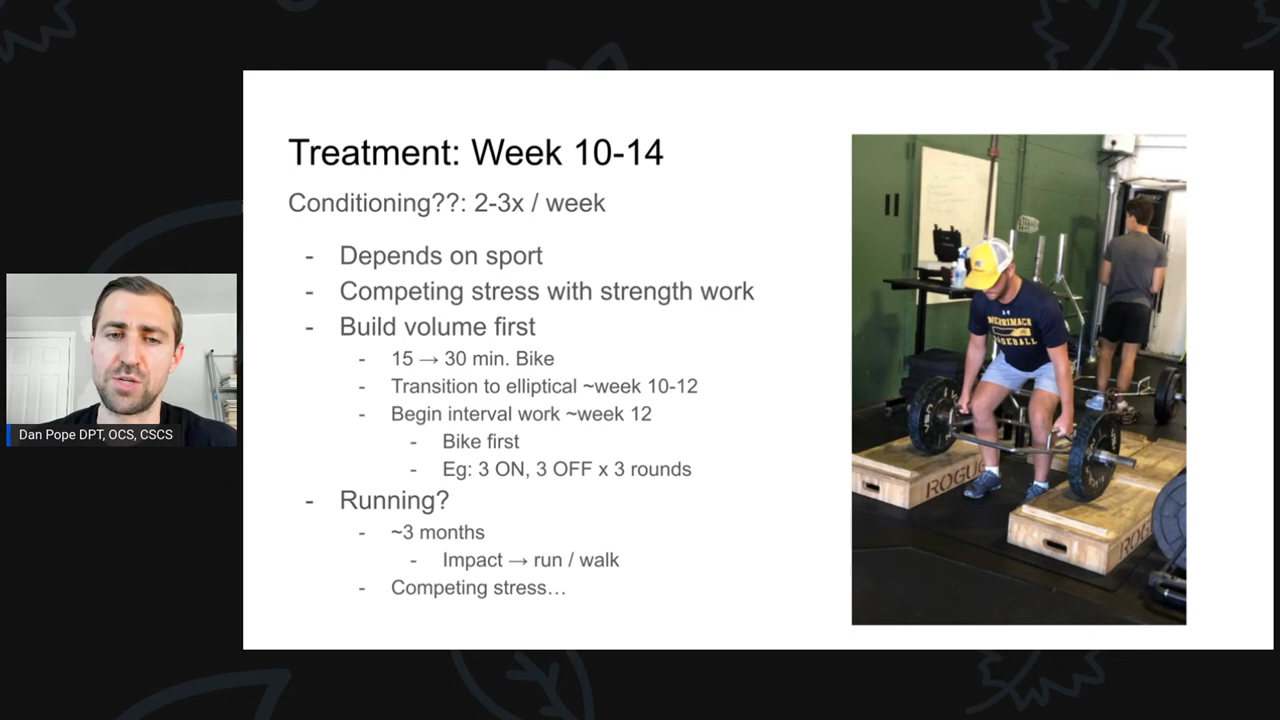 Treatment: Week 10-14
Conditioning??: 2-3x / week
- Depends on sport
- Competing stress with strength work
- Build volume first
- 15 → 30 min. Bike
- Transition to elliptical ~week 10-12
- Begin interval work ~week 12
- Bike first
- Eg: 3 ON, 3 OFF x 3 rounds
- Running?
- ~3 months
- Impact → run / walk
- Competing stress…
Dan Pope DPT, OCS, CSCS
MERRIMACK
BASEBALL
ROGUE
ROG